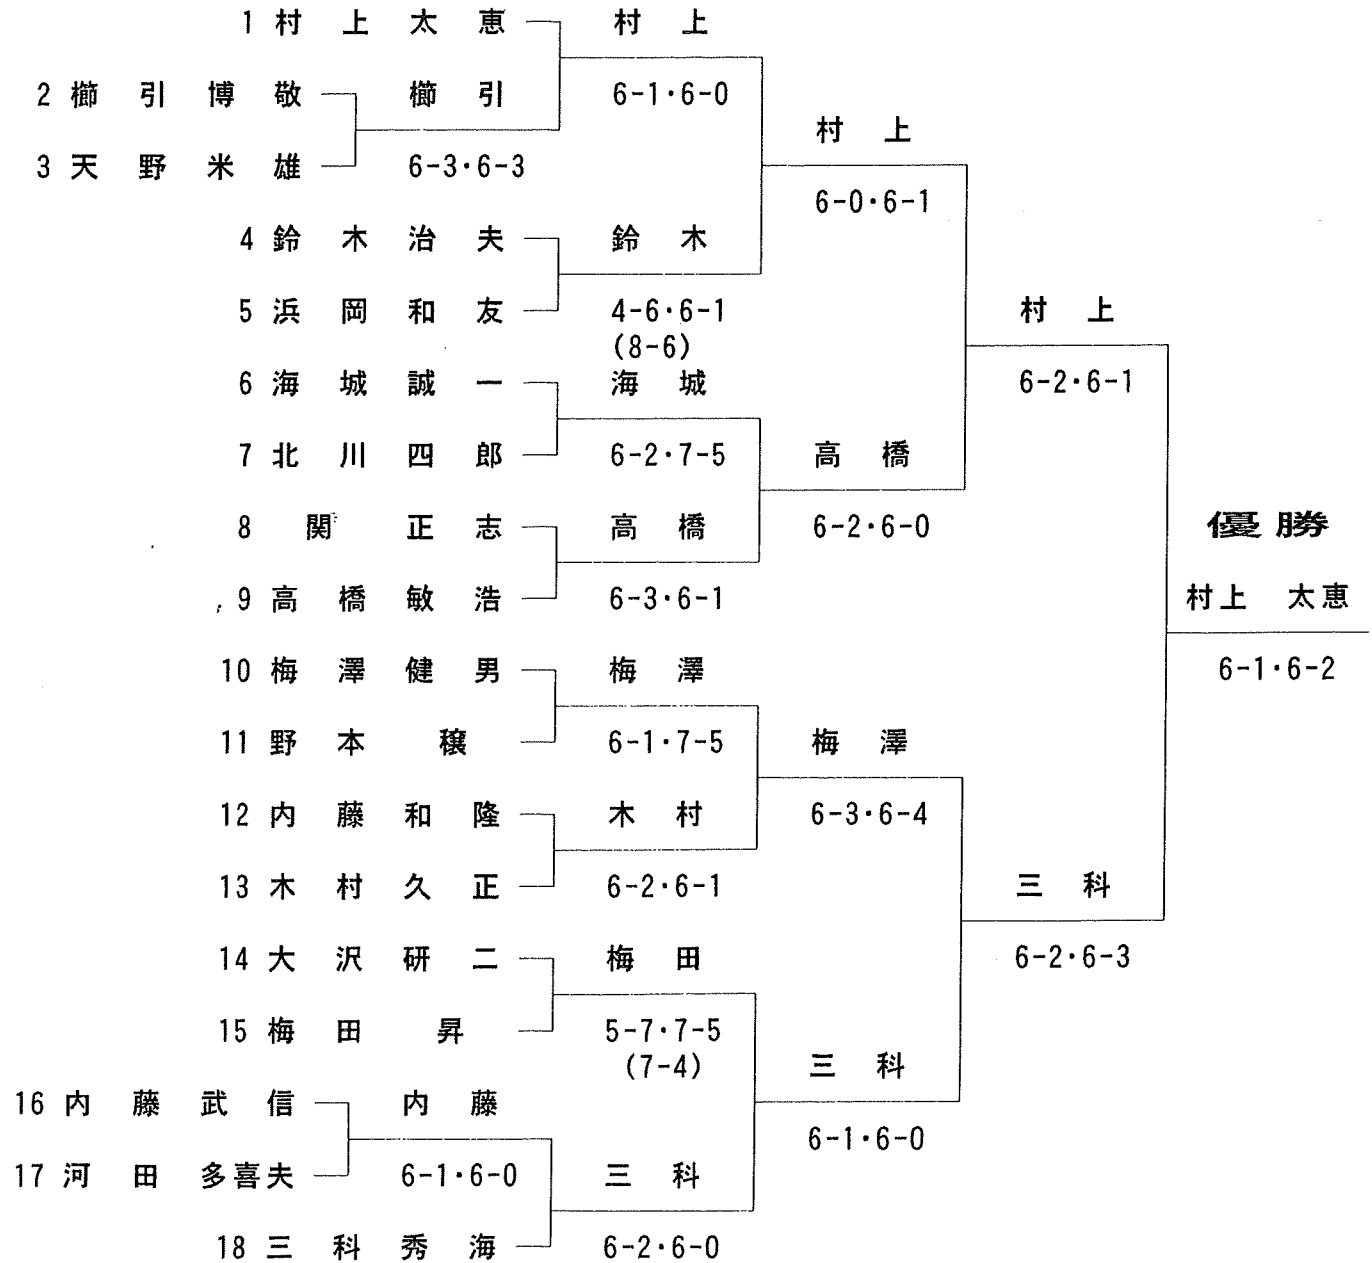 1 村上太恵 村上
2 櫛引博敬 櫛引 6-1・6-0
村上
3 天野米雄 6-3・6-3
6-0・6-1
4 鈴木治夫 鈴木
5 浜岡和友 4-6・6-1 村上
(8-6)
6 海城誠一 海城 6-2・6-1
7 北川四郎 6-2・7-5 高橋
8 関正志 高橋 6-2・6-0 優勝
9 高橋敏浩 6-3・6-1 村上 太恵
10 梅澤健男 梅澤 6-1・6-2
11 野本穣 6-1・7-5 梅澤
12 内藤和隆 木村 6-3・6-4
13 木村久正 6-2・6-1 三科
14 大沢研二 梅田 6-2・6-3
15 梅田昇 5-7・7-5
(7-4) 三科
16 内藤武信 内藤
6-1・6-0
17 河田多喜夫 6-1・6-0 三科
18 三科秀海 6-2・6-0